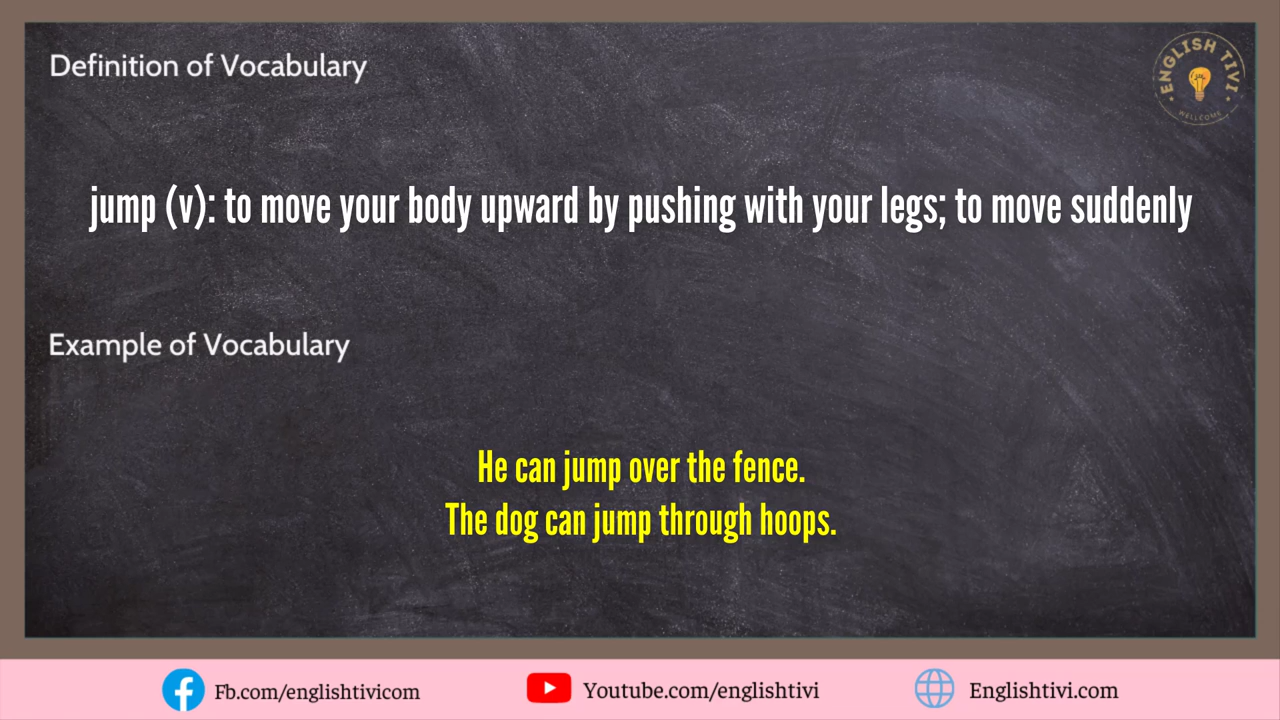 Definition of Vocabulary
ENGLISH TIVI
WELLCOME
jump (v): to move your body upward by pushing with your legs; to move suddenly
Example of Vocabulary
He can jump over the fence.
The dog can jump through hoops.
Fb.com/englishtivicom
Youtube.com/englishtivi
Englishtivi.com